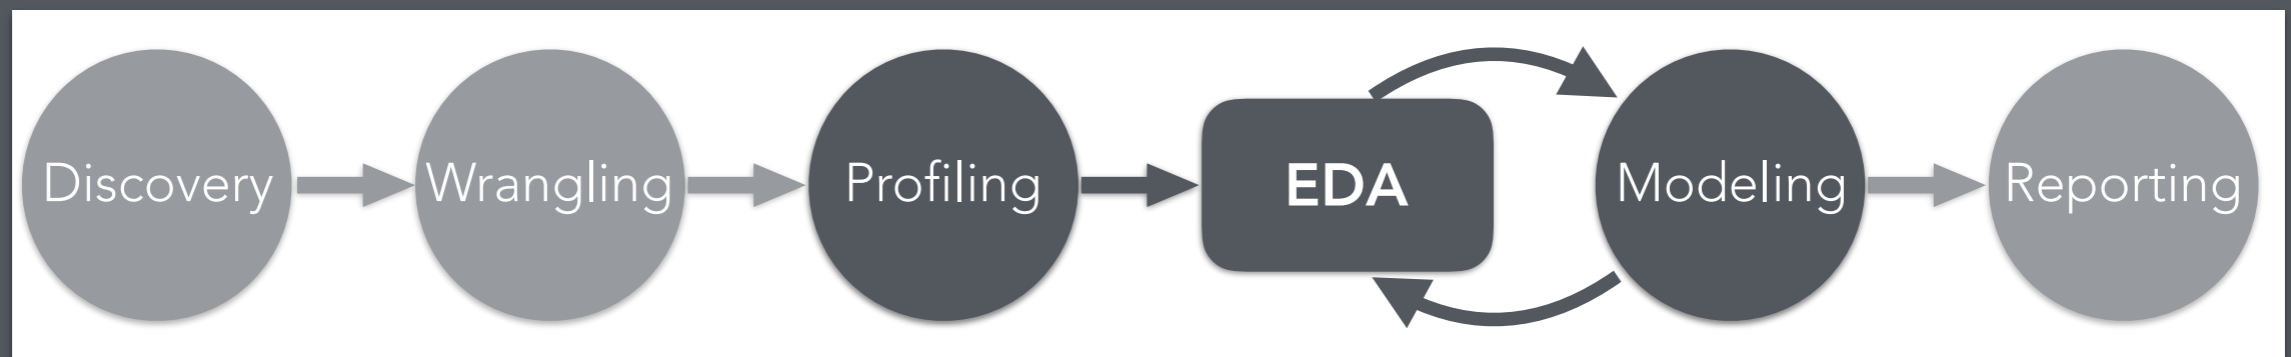 Discovery
Wrangling
Profiling
EDA
Modeling
Reporting